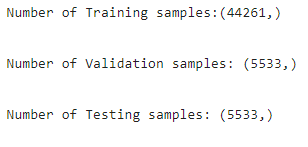 Number of Training samples:(44261,)
Number of Validation samples: (5533,)
Number of Testing samples: (5533,)